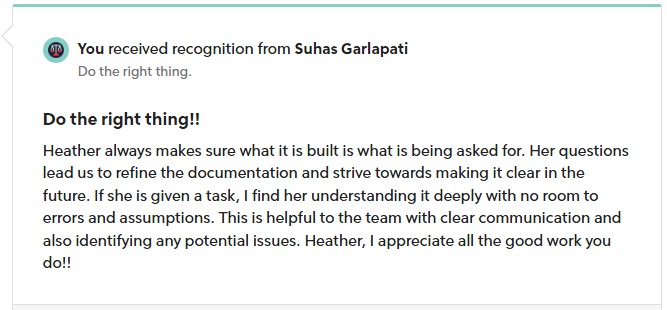 You received recognition from Suhas Garlapati
Do the right thing.
Do the right thing!!
Heather always makes sure what it is built is what is being asked for. Her questions
lead us to refine the documentation and strive towards making it clear in the
future. If she is given a task, I find her understanding it deeply with no room to
errors and assumptions. This is helpful to the team with clear communication and
also identifying any potential issues. Heather, I appreciate all the good work you
do!!